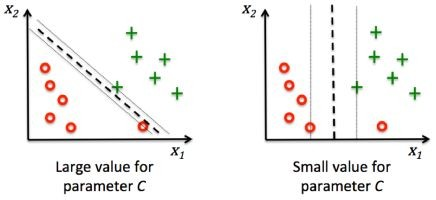 X₂
X₁
Large value for
parameter C
X₂
X₁
Small value for
parameter C